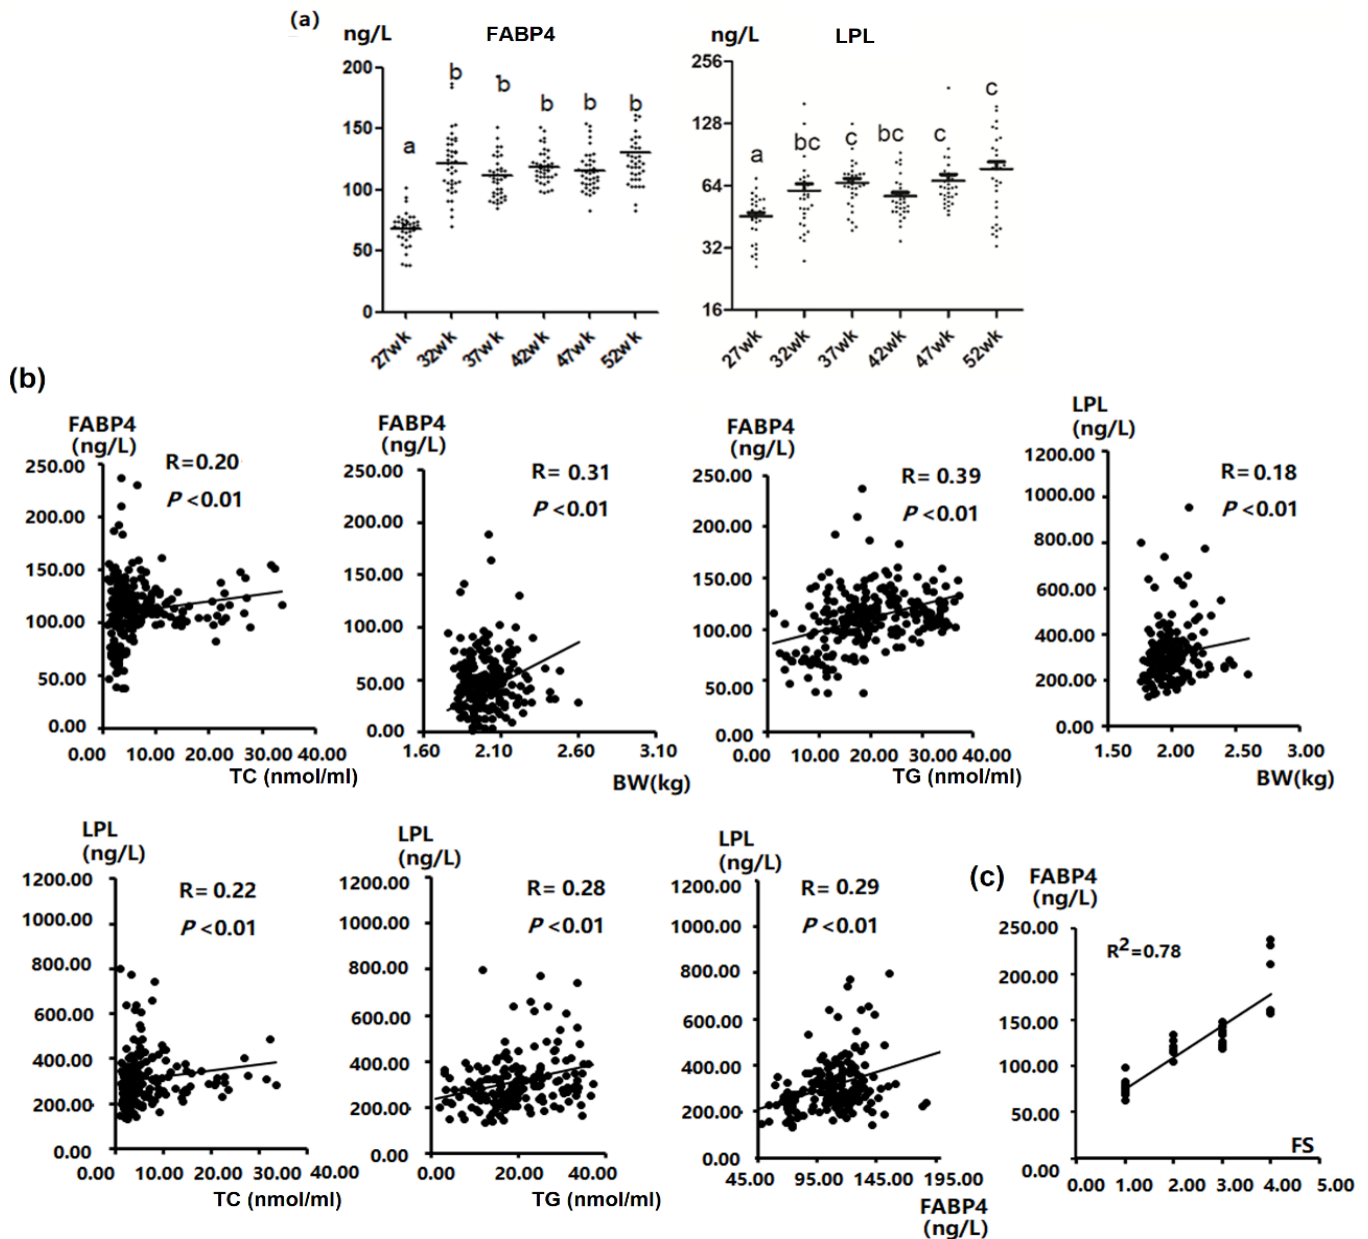 (a)
ng/L FABP4
200
150
100
50
0
a b b b b b
27wk 32wk 37wk 42wk 47wk 52wk
ng/L LPL
256
128
64
32
16
a bc c bc c c
27wk 32wk 37wk 42wk 47wk 52wk
(b)
FABP4
(ng/L)
R=0.20
P <0.01
250.00
200.00
150.00
100.00
50.00
0.00
0.00 10.00 20.00 30.00 40.00
TC (nmol/ml)
FABP4
(ng/L)
R= 0.31
P <0.01
250.00
200.00
150.00
100.00
50.00
0.00
1.60 2.10 2.60 3.10
BW(kg)
FABP4
(ng/L)
R= 0.39
P <0.01
250.00
200.00
150.00
100.00
50.00
0.00
0.00 10.00 20.00 30.00 40.00
TG (nmol/ml)
LPL
(ng/L)
R= 0.18
P <0.01
1200.00
1000.00
800.00
600.00
400.00
200.00
0.00
1.50 2.00 2.50 3.00
BW(kg)
LPL
(ng/L)
R= 0.22
P <0.01
1200.00
1000.00
800.00
600.00
400.00
200.00
0.00
0.00 10.00 20.00 30.00 40.00
TC (nmol/ml)
LPL
(ng/L)
R= 0.28
P <0.01
1200.00
1000.00
800.00
600.00
400.00
200.00
0.00
0.00 20.00 40.00
TG (nmol/ml)
LPL
(ng/L)
R= 0.29
P <0.01
1200.00
1000.00
800.00
600.00
400.00
200.00
0.00
45.00 95.00 145.00 195.00
FABP4
(ng/L)
(c)
FABP4
(ng/L)
R2=0.78
250.00
200.00
150.00
100.00
50.00
0.00
FS
0.00 1.00 2.00 3.00 4.00 5.00